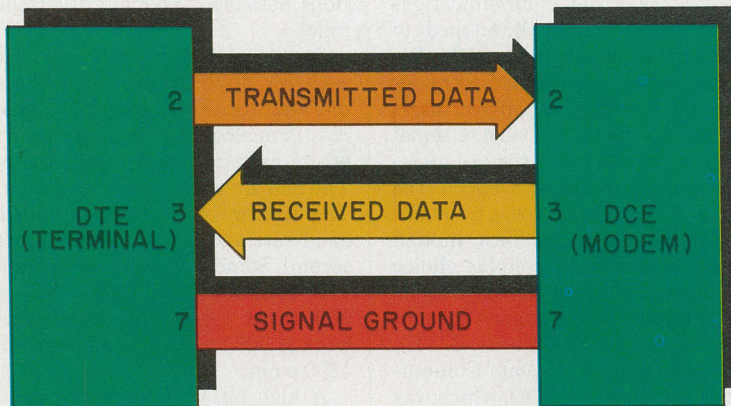 2 TRANSMITTED DATA 2
DTE
(TERMINAL)
3 RECEIVED DATA 3
DCE
(MODEM)
7 SIGNAL GROUND 7